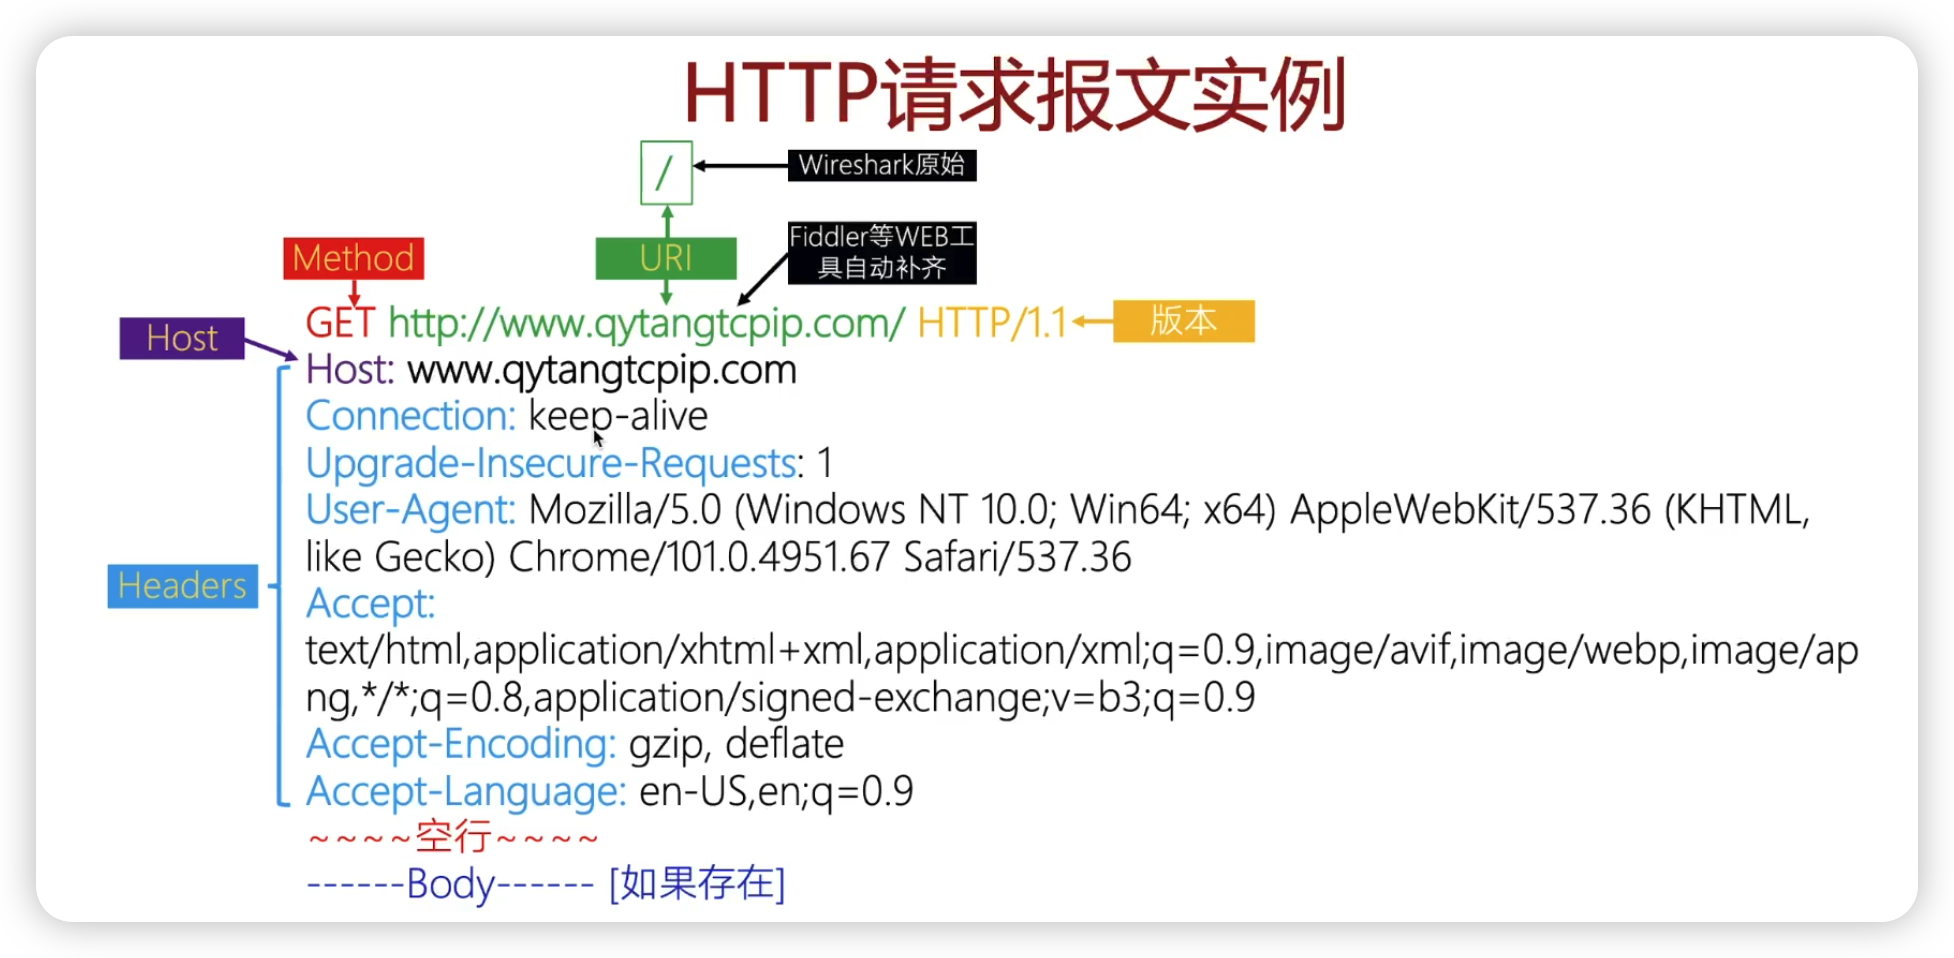 HTTP请求报文实例
/
Wireshark原始
Method
URI
Fiddler等WEB工
具自动补齐
GET http://www.qytangtcpip.com/ HTTP/1.1
版本
Host
Host: www.qytangtcpip.com
Connection: keep-alive
Upgrade-Insecure-Requests: 1
User-Agent: Mozilla/5.0 (Windows NT 10.0; Win64; x64) AppleWebKit/537.36 (KHTML,
like Gecko) Chrome/101.0.4951.67 Safari/537.36
Headers
Accept:
text/html,application/xhtml+xml,application/xml;q=0.9,image/avif,image/webp,image/ap
ng,*/*;q=0.8,application/signed-exchange;v=b3;q=0.9
Accept-Encoding: gzip, deflate
Accept-Language: en-US,en;q=0.9
~~~~空行~~~~
------Body------ [如果存在]